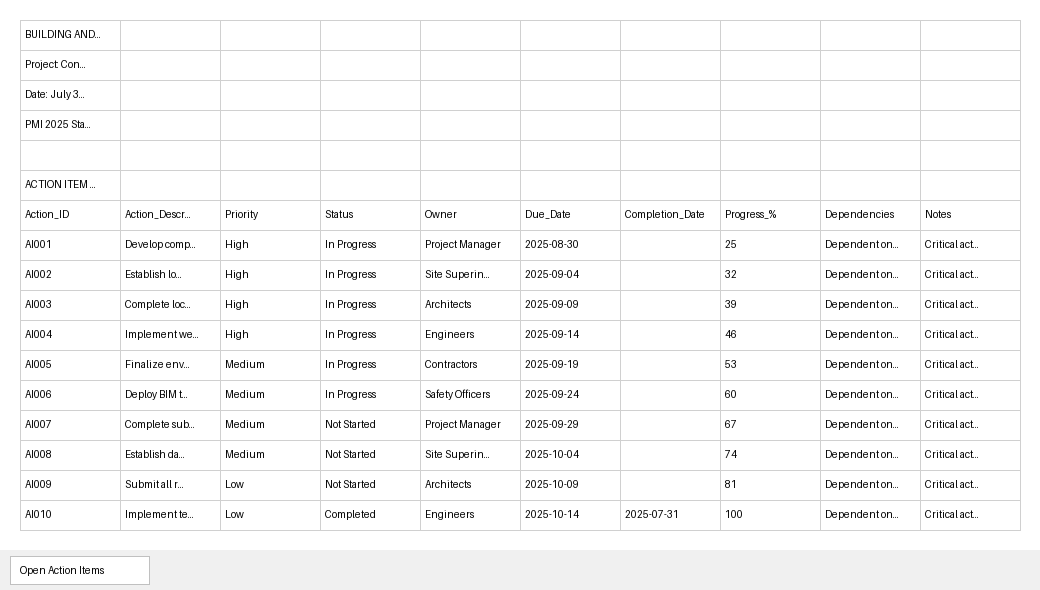 BUILDING AND...
Project: Con...
Date: July 3...
PMI 2025 Sta...
ACTION ITEM ...
Action_ID Action_Descr... Priority Status Owner Due_Date Completion_Date Progress_% Dependencies Notes
AI001 Develop comp... High In Progress Project Manager 2025-08-30 25 Dependent on... Critical act...
AI002 Establish lo... High In Progress Site Superin... 2025-09-04 32 Dependent on... Critical act...
AI003 Complete loc... High In Progress Architects 2025-09-09 39 Dependent on... Critical act...
AI004 Implement we... High In Progress Engineers 2025-09-14 46 Dependent on... Critical act...
AI005 Finalize env... Medium In Progress Contractors 2025-09-19 53 Dependent on... Critical act...
AI006 Deploy BIM t... Medium In Progress Safety Officers 2025-09-24 60 Dependent on... Critical act...
AI007 Complete sub... Medium Not Started Project Manager 2025-09-29 67 Dependent on... Critical act...
AI008 Establish da... Medium Not Started Site Superin... 2025-10-04 74 Dependent on... Critical act...
AI009 Submit all r... Low Not Started Architects 2025-10-09 81 Dependent on... Critical act...
AI010 Implement te... Low Completed Engineers 2025-10-14 2025-07-31 100 Dependent on... Critical act...
Open Action Items